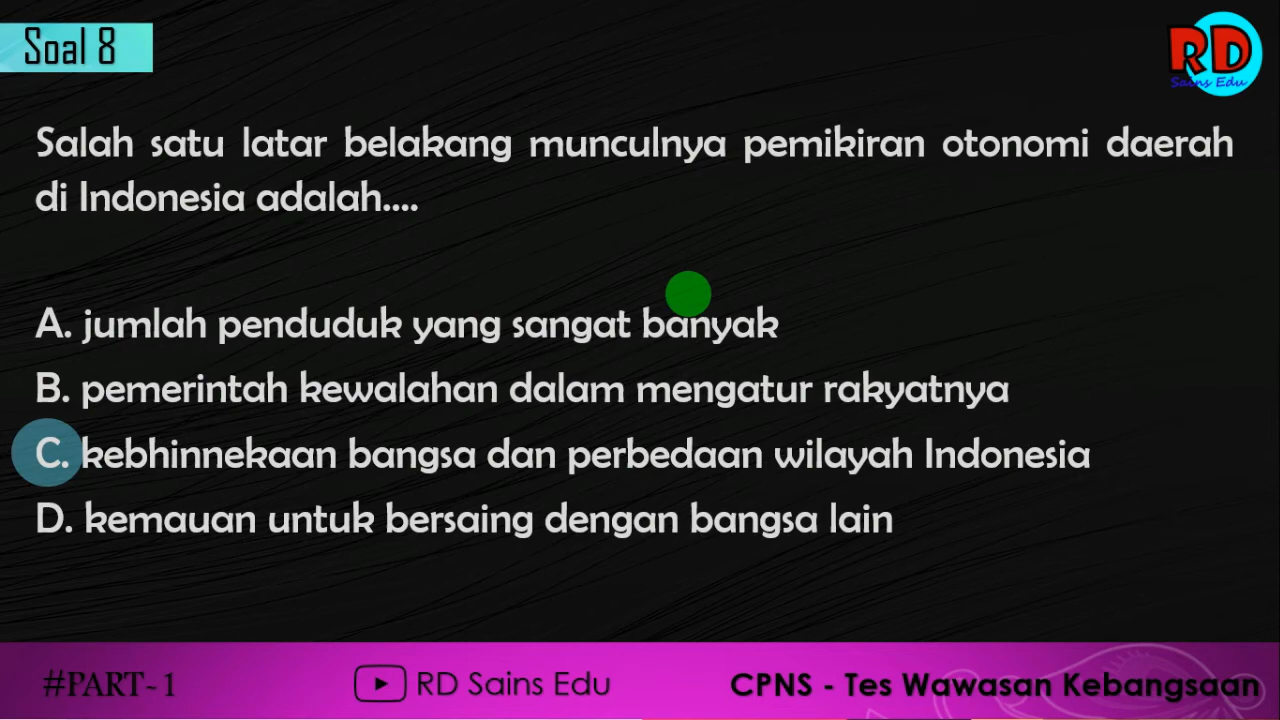 Soal 8
RD
Sains Edu
Salah satu latar belakang munculnya pemikiran otonomi daerah
di Indonesia adalah....
A. jumlah penduduk yang sangat banyak
B. pemerintah kewalahan dalam mengatur rakyatnya
C. kebhinnekaan bangsa dan perbedaan wilayah Indonesia
D. kemauan untuk bersaing dengan bangsa lain
#PART-1
RD Sains Edu
CPNS - Tes Wawasan Kebangsaan